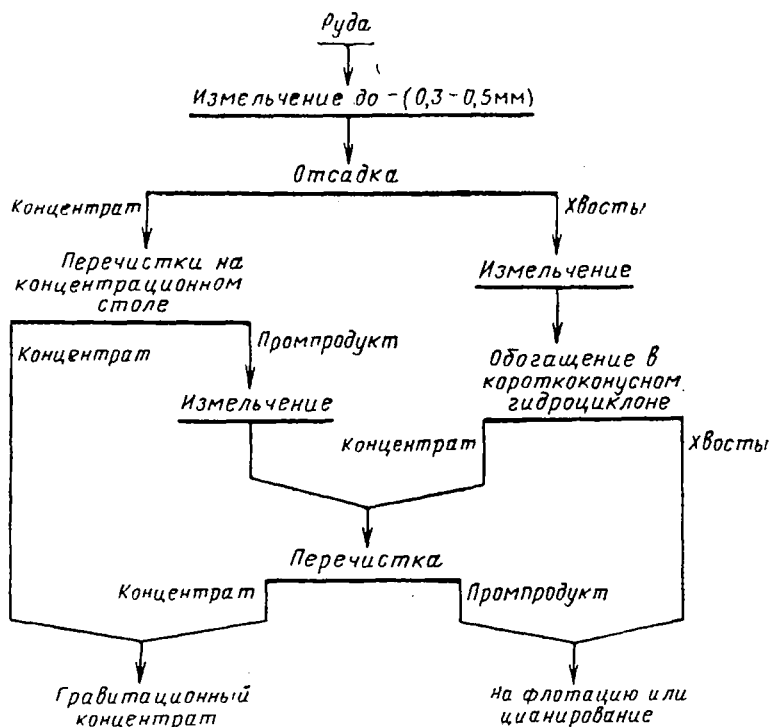 Руда
Измельчение до -(0,3-0,5мм)
Отсадка
Концентрат
Хвосты
Перечистки на
концентрационном
столе
Измельчение
Концентрат
Промпродукт
Обогащение в
короткоконусном
гидроциклоне
Измельчение
Концентрат
Хвосты
Перечистка
Концентрат
Промпродукт
Гравитационный
концентрат
На флотацию или
цианирование